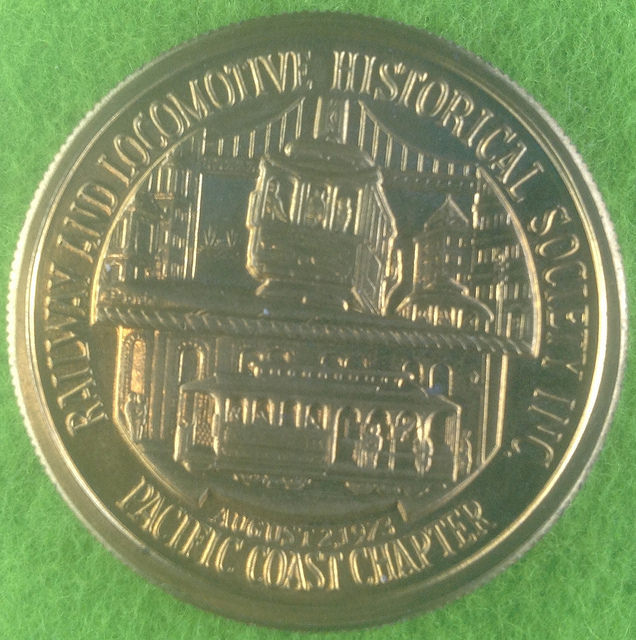 RAILWAY AND LOCOMOTIVE HISTORICAL SOCIETY INC.
AUGUST 2, 1973
PACIFIC COAST CHAPTER